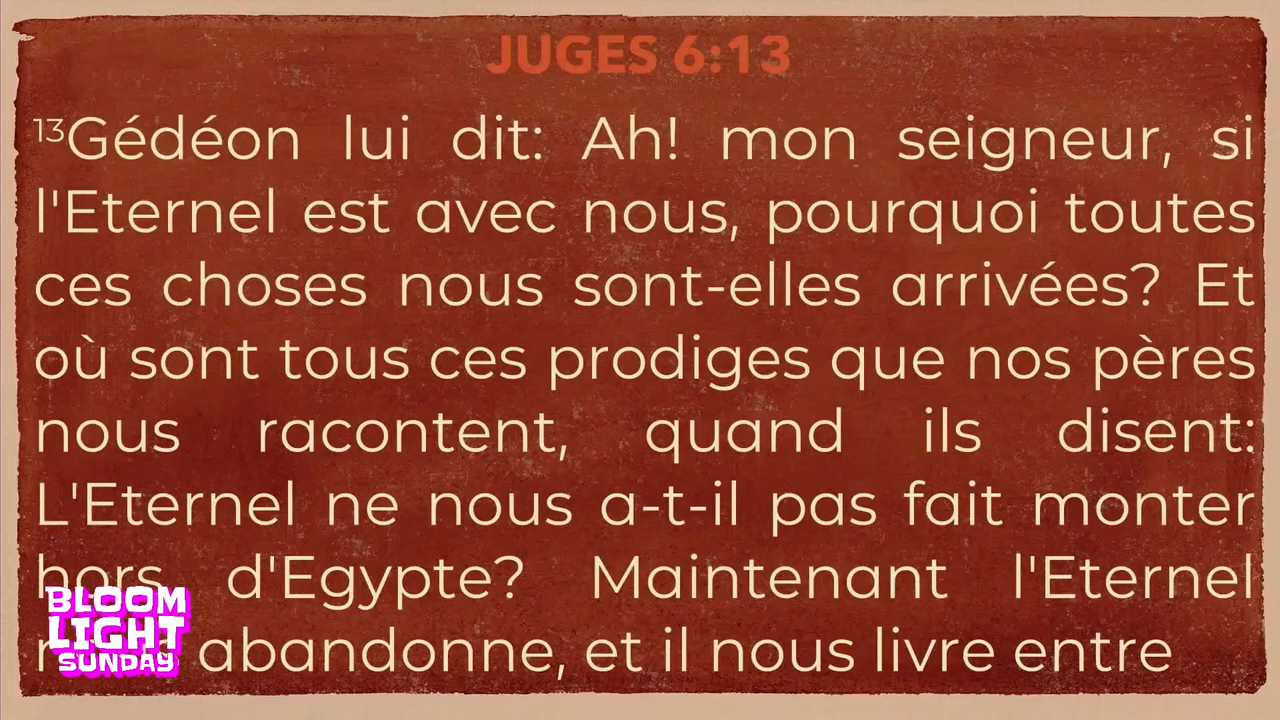 JUGES 6:13
13Gédéon lui dit: Ah! mon seigneur, si
l'Eternel est avec nous, pourquoi toutes
ces choses nous sont-elles arrivées? Et
où sont tous ces prodiges que nos pères
nous racontent, quand ils disent:
L'Eternel ne nous a-t-il pas fait monter
hors d'Egypte? Maintenant l'Eternel
abandonne, et il nous livre entre
BLOOM
LIGHT
SUNDAY